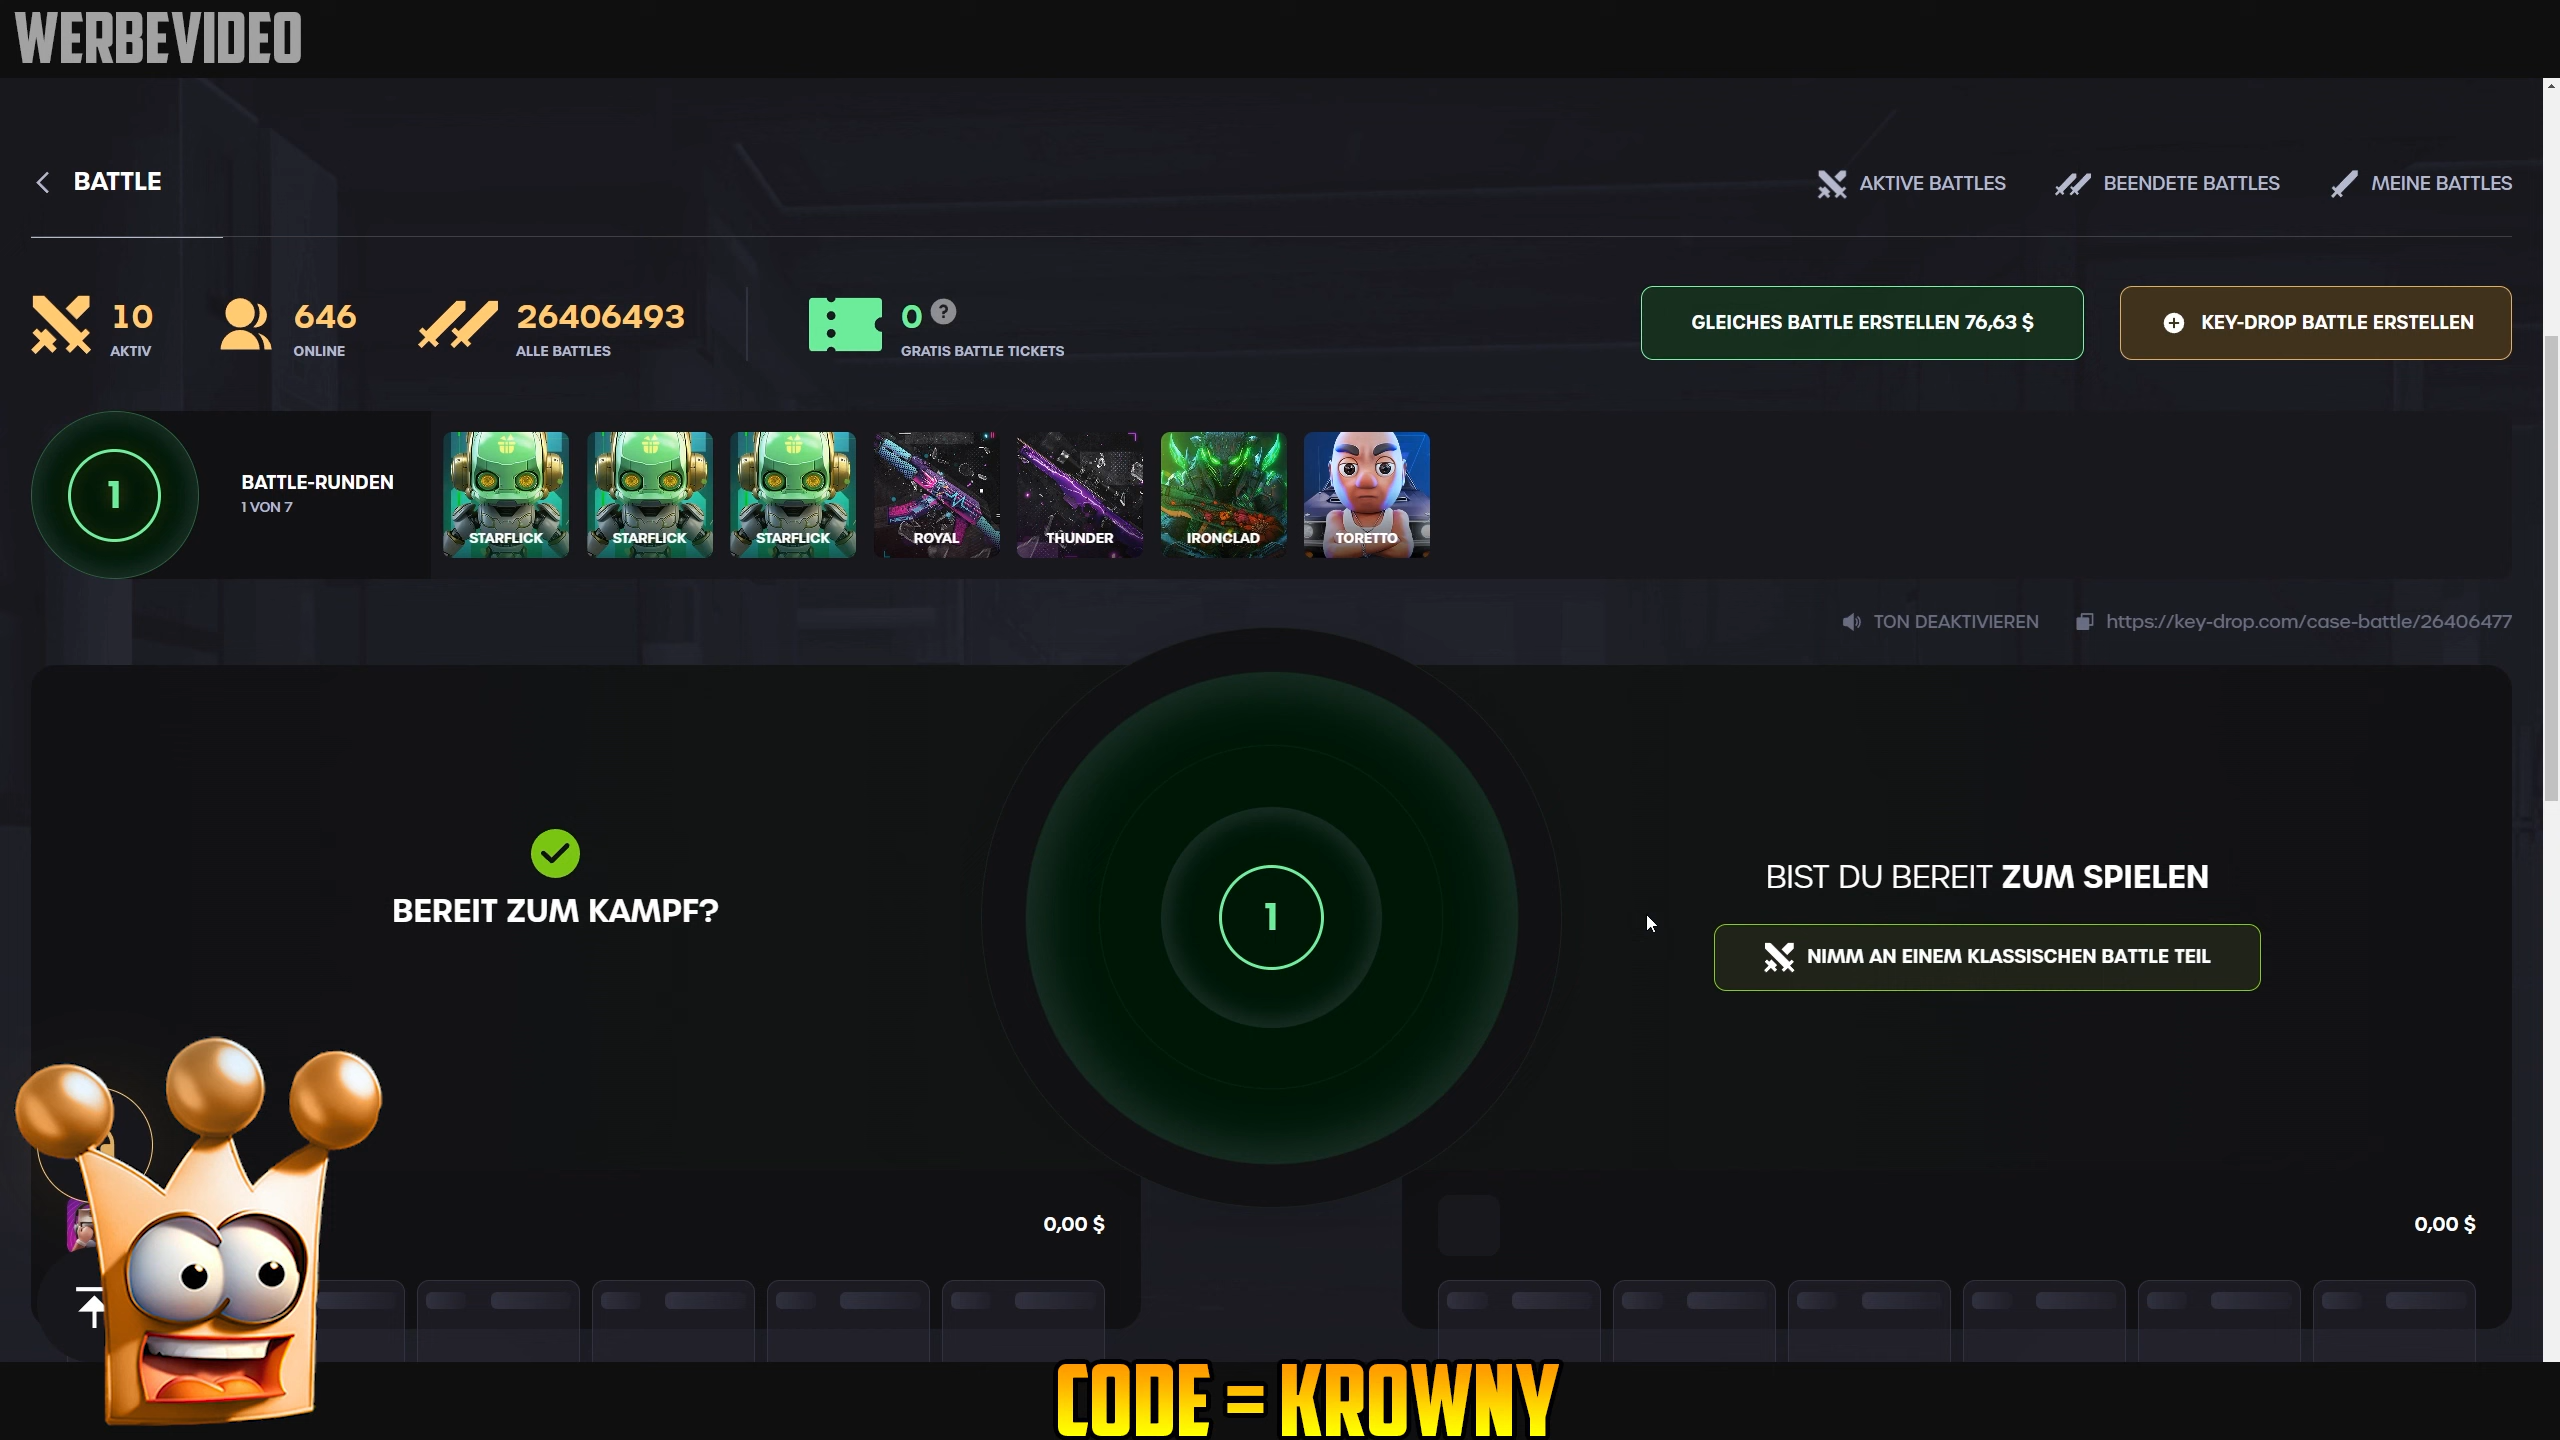 WERBEVIDEO
BATTLE
AKTIVE BATTLES
BEENDETE BATTLES
MEINE BATTLES
10
AKTIV
646
ONLINE
26406493
ALLE BATTLES
0 ?
GRATIS BATTLE TICKETS
GLEICHES BATTLE ERSTELLEN 76,63 $
KEY-DROP BATTLE ERSTELLEN
1
BATTLE-RUNDEN
1 VON 7
STARFLICK
STARFLICK
STARFLICK
ROYAL
THUNDER
IRONCLAD
TORETTO
TON DEAKTIVIEREN
https://key-drop.com/case-battle/26406477
BEREIT ZUM KAMPF?
1
BIST DU BEREIT ZUM SPIELEN
NIMM AN EINEM KLASSISCHEN BATTLE TEIL
0,00 $
0,00 $
CODE = KROWNY